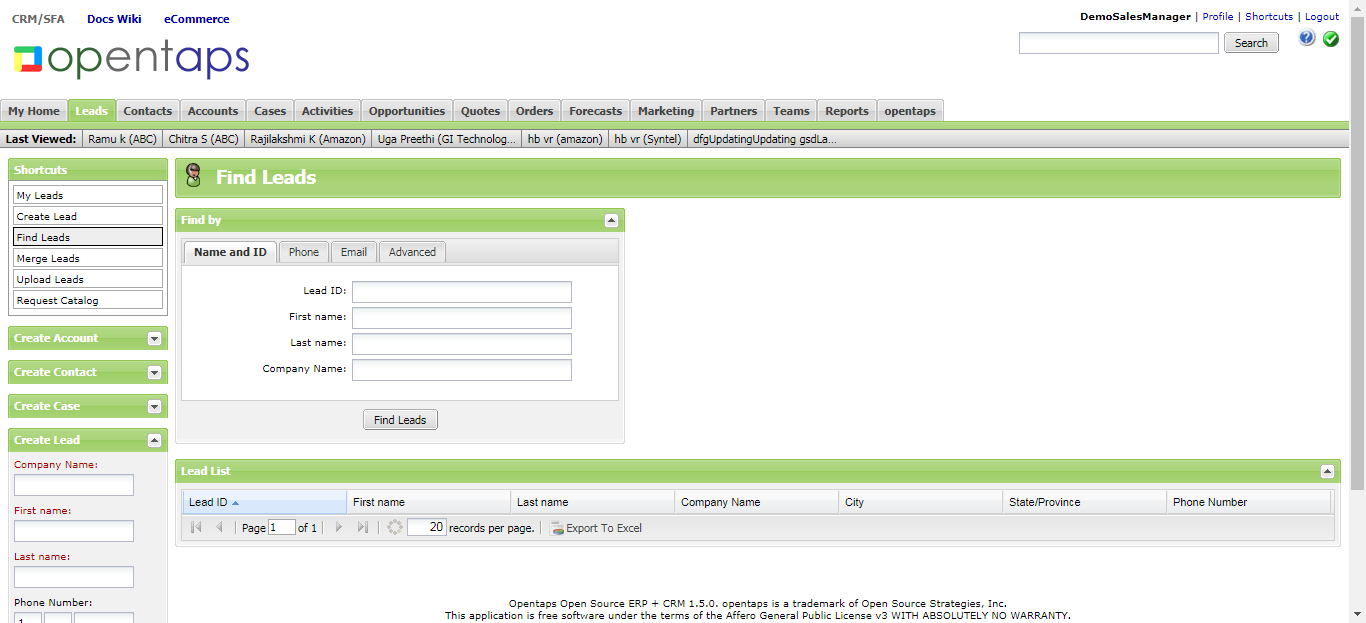 CRM/SFA Docs Wiki eCommerce
DemoSalesManager | Profile | Shortcuts | Logout
opentaps
Search
?
My Home Leads Contacts Accounts Cases Activities Opportunities Quotes Orders Forecasts Marketing Partners Teams Reports opentaps
Last Viewed: Ramu k (ABC) Chitra S (ABC) Rajilakshmi K (Amazon) Uga Preethi (GI Technolog... hb vr (amazon) hb vr (Syntel) dfgUpdatingUpdating gsdLa...
Shortcuts
My Leads
Create Lead
Find Leads
Merge Leads
Upload Leads
Request Catalog
Create Account
Create Contact
Create Case
Create Lead
Company Name:
First name:
Last name:
Phone Number:
1
Find Leads
Find by
Name and ID Phone Email Advanced
Lead ID:
First name:
Last name:
Company Name:
Find Leads
Lead List
Lead ID First name Last name Company Name City State/Province Phone Number
Page 1 of 1 20 records per page. Export To Excel
Opentaps Open Source ERP + CRM 1.5.0. opentaps is a trademark of Open Source Strategies, Inc.
This application is free software under the terms of the Affero General Public License v3 WITH ABSOLUTELY NO WARRANTY.